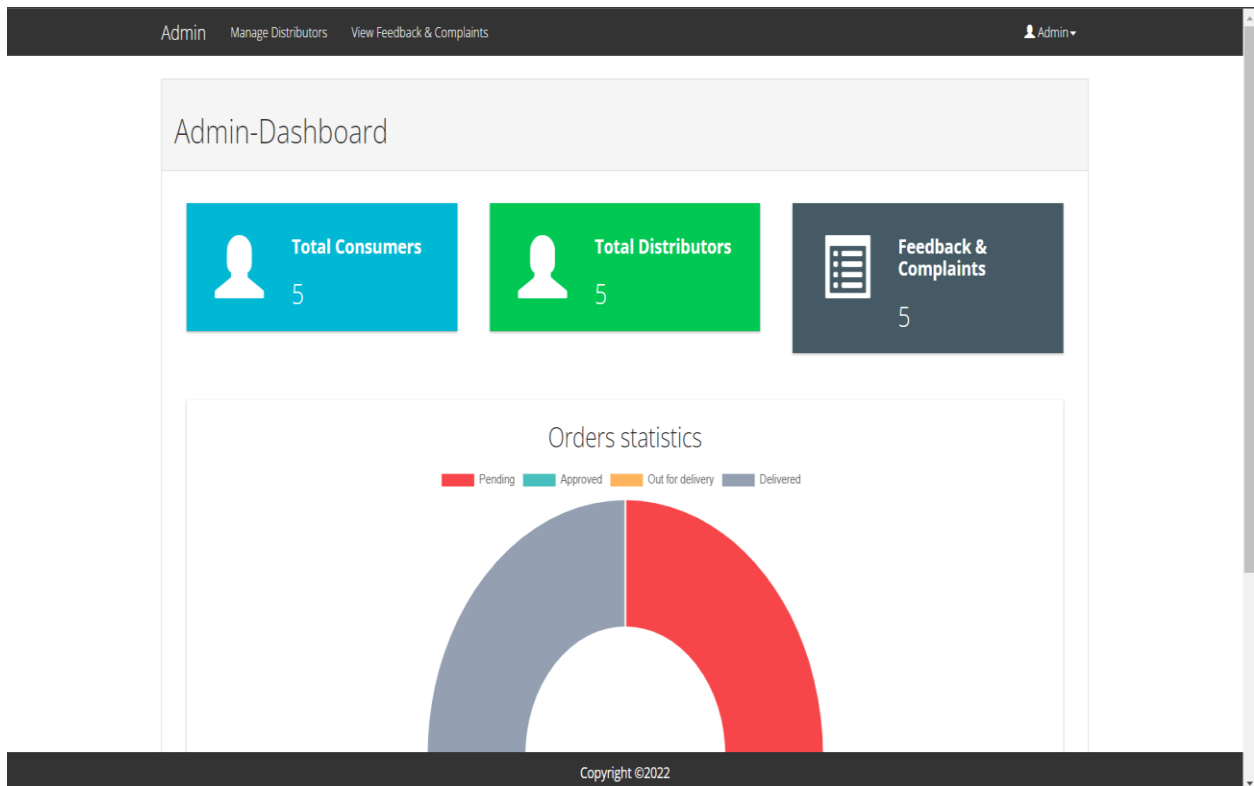 Admin Manage Distributors View Feedback & Complaints Admin
Admin-Dashboard
Total Consumers
5
Total Distributors
5
Feedback &
Complaints
5
Orders statistics
Pending Approved Out for delivery Delivered
Copyright ©2022